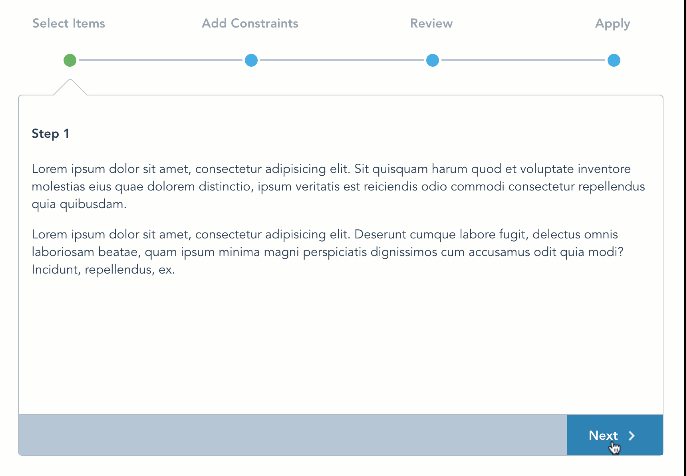 Select Items Add Constraints Review Apply
Step 1
Lorem ipsum dolor sit amet, consectetur adipisicing elit. Sit quisquam harum quod et voluptate inventore
molestias eius quae dolorem distinctio, ipsum veritatis est reiciendis odio commodi consectetur repellendus
quia quibusdam.
Lorem ipsum dolor sit amet, consectetur adipisicing elit. Deserunt cumque labore fugit, delectus omnis
laboriosam beatae, quam ipsum minima magni perspiciatis dignissimos cum accusamus odit quia modi?
Incidunt, repellendus, ex.
Next